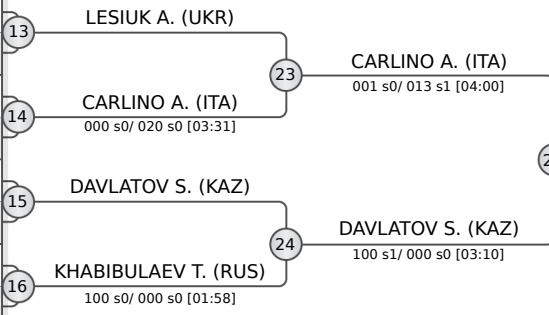 LESIUK A. (UKR)
13
23
CARLINO A. (ITA)
001 s0/ 013 s1 [04:00]
CARLINO A. (ITA)
14
000 s0/ 020 s0 [03:31]
DAVLATOV S. (KAZ)
15
24
DAVLATOV S. (KAZ)
100 s1/ 000 s0 [03:10]
KHABIBULAEV T. (RUS)
16
100 s0/ 000 s0 [01:58]